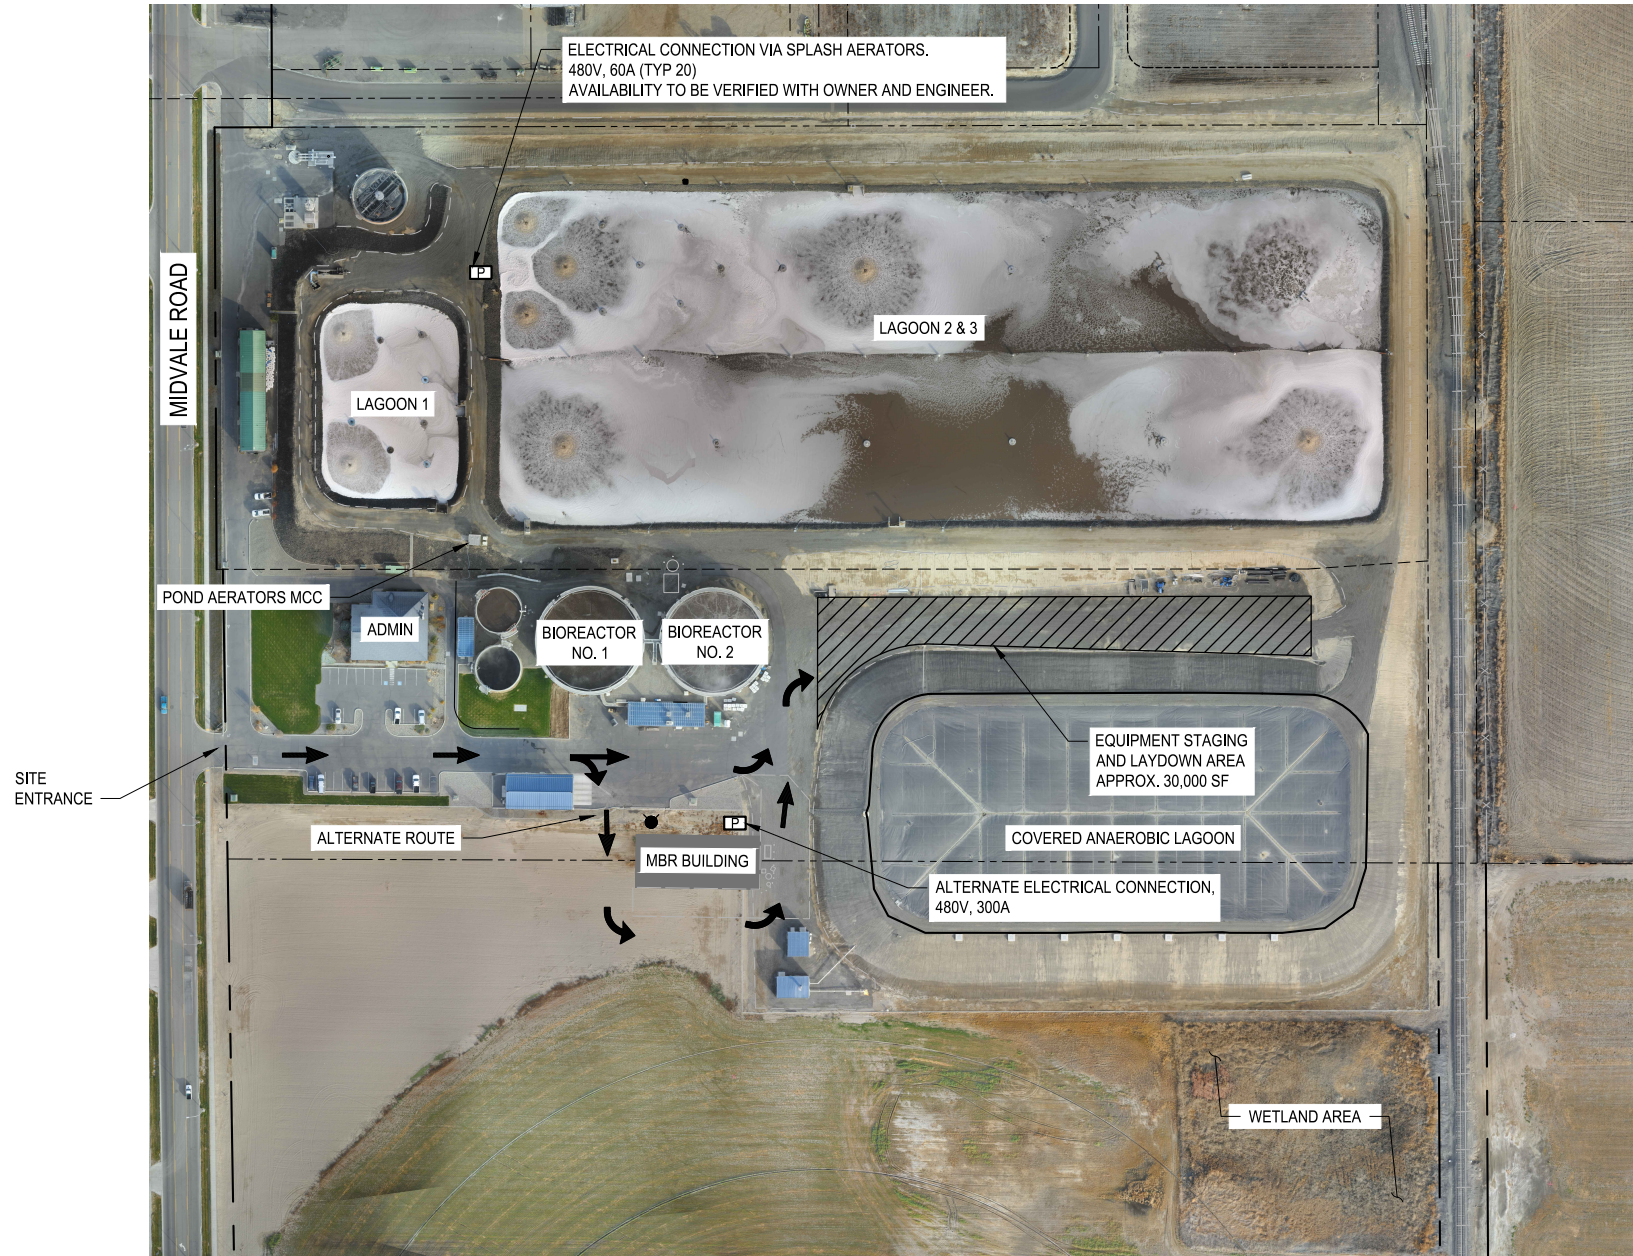 ELECTRICAL CONNECTION VIA SPLASH AERATORS.
480V, 60A (TYP 20)
AVAILABILITY TO BE VERIFIED WITH OWNER AND ENGINEER.
MIDVALE ROAD
P
LAGOON 2 & 3
LAGOON 1
POND AERATORS MCC
ADMIN
BIOREACTOR
NO. 1
BIOREACTOR
NO. 2
EQUIPMENT STAGING
AND LAYDOWN AREA
APPROX. 30,000 SF
SITE
ENTRANCE
ALTERNATE ROUTE
P
COVERED ANAEROBIC LAGOON
MBR BUILDING
ALTERNATE ELECTRICAL CONNECTION,
480V, 300A
WETLAND AREA